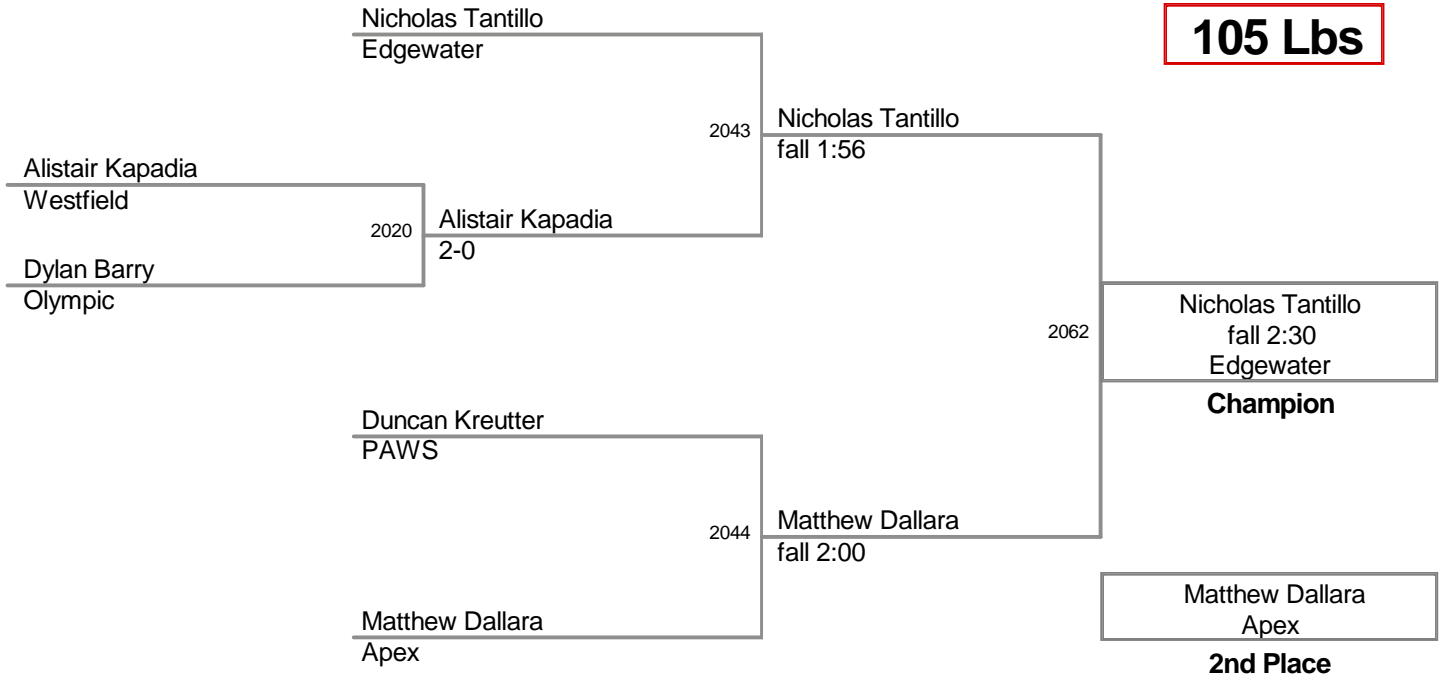 Nicholas Tantillo
Edgewater
105 Lbs
2043
Nicholas Tantillo
fall 1:56
Alistair Kapadia
Westfield
2020
Alistair Kapadia
2-0
Dylan Barry
Olympic
2062
Nicholas Tantillo
fall 2:30
Edgewater
Champion
Duncan Kreutter
PAWS
2044
Matthew Dallara
fall 2:00
Matthew Dallara
Apex
Matthew Dallara
Apex
2nd Place